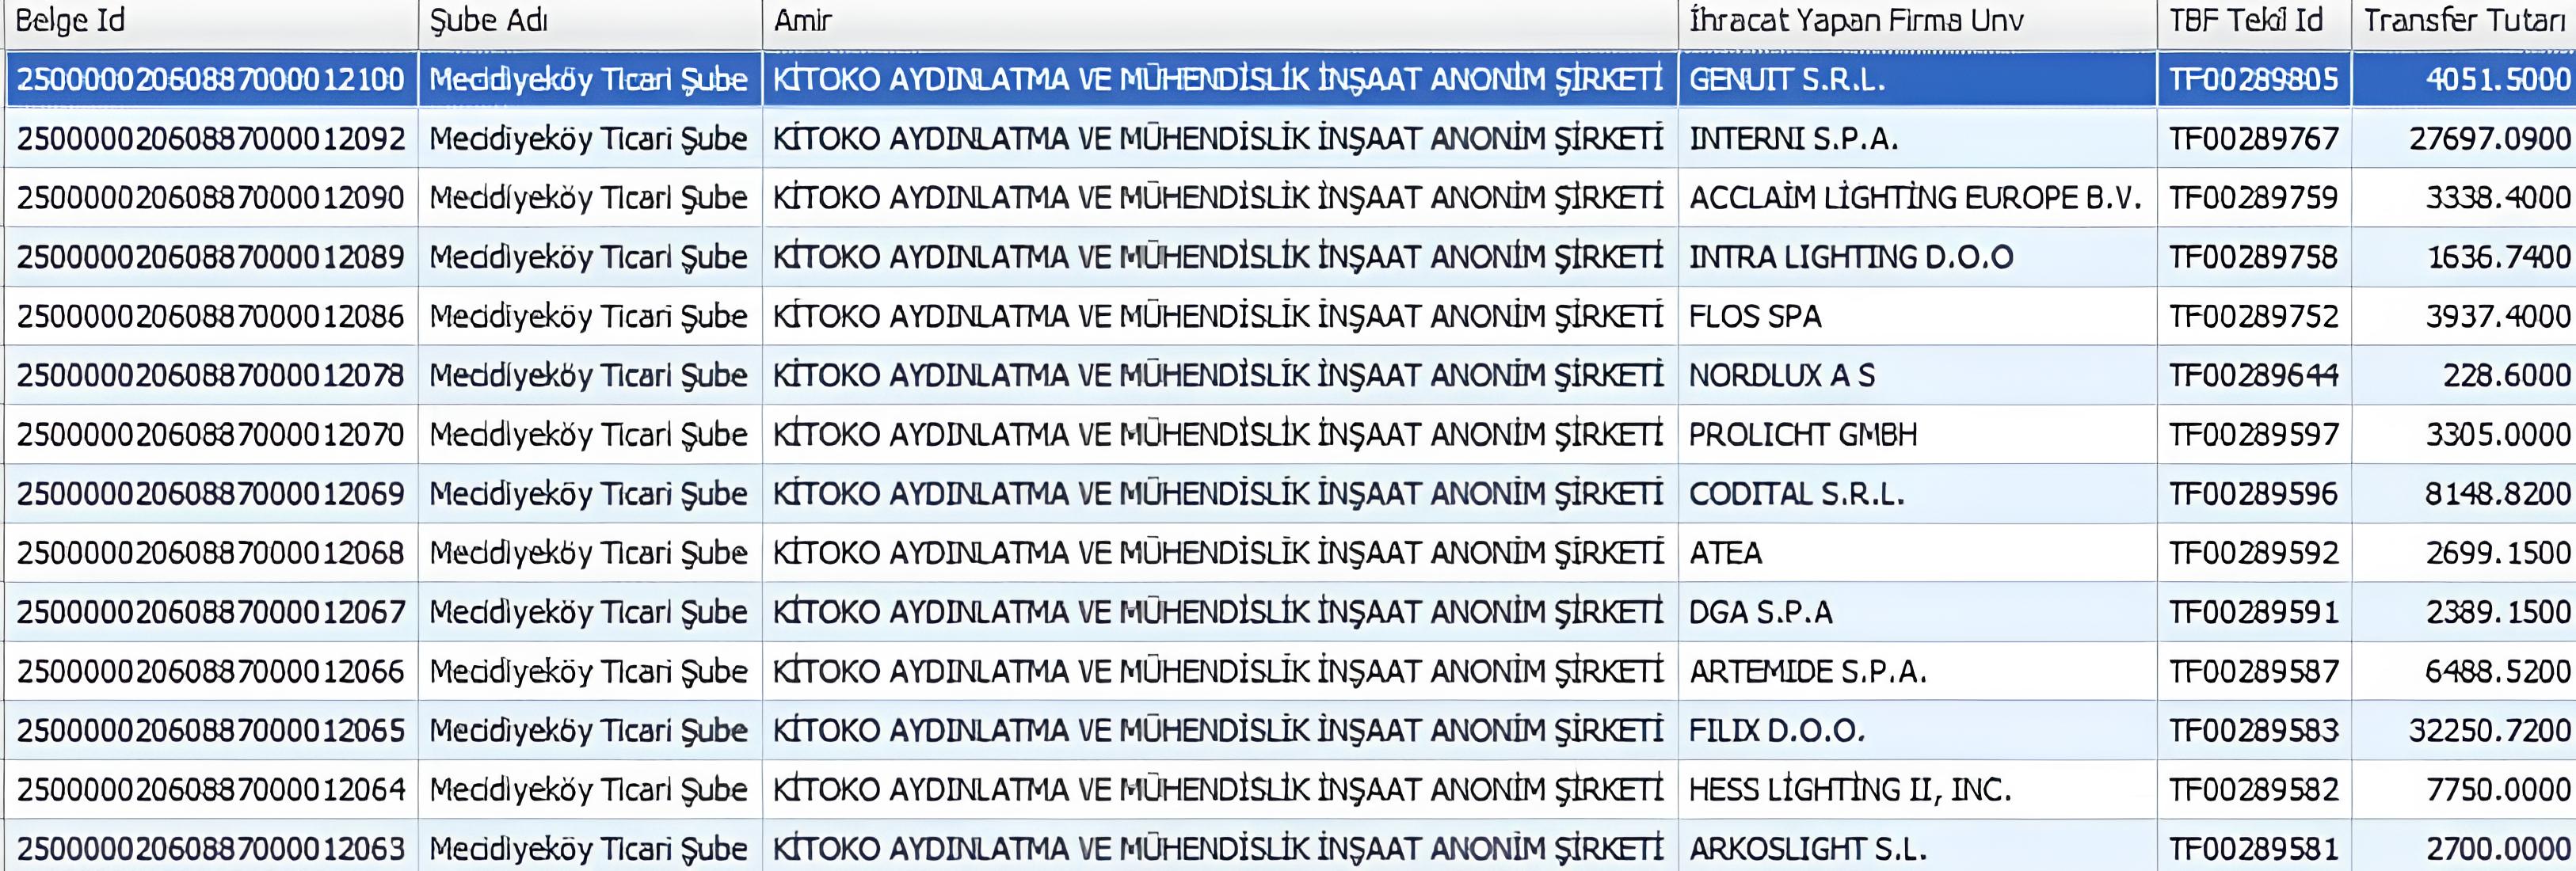 Belge Id Şube Adı Amir İhracat Yapan Firma Unv TBF Tekil Id Transfer Tutarı
25000002060887000012100 Mecidiyeköy Ticari Şube KİTOKO AYDINLATMA VE MÜHENDİSLİK İNŞAAT ANONİM ŞİRKETİ GENUIT S.R.L. TF00289805 4051.5000
25000002060887000012092 Mecidiyeköy Ticari Şube KİTOKO AYDINLATMA VE MÜHENDİSLİK İNŞAAT ANONİM ŞİRKETİ INTERNI S.P.A. TF00289767 27697.0900
25000002060887000012090 Mecidiyeköy Ticari Şube KİTOKO AYDINLATMA VE MÜHENDİSLİK İNŞAAT ANONİM ŞİRKETİ ACCLAİM LİGHTİNG EUROPE B.V. TF00289759 3338.4000
25000002060887000012089 Mecidiyeköy Ticari Şube KİTOKO AYDINLATMA VE MÜHENDİSLİK İNŞAAT ANONİM ŞİRKETİ INTRA LIGHTING D.O.O TF00289758 1636.7400
25000002060887000012086 Mecidiyeköy Ticari Şube KİTOKO AYDINLATMA VE MÜHENDİSLİK İNŞAAT ANONİM ŞİRKETİ FLOS SPA TF00289752 3937.4000
25000002060887000012078 Mecidiyeköy Ticari Şube KİTOKO AYDINLATMA VE MÜHENDİSLİK İNŞAAT ANONİM ŞİRKETİ NORDLUX A S TF00289644 228.6000
25000002060887000012070 Mecidiyeköy Ticari Şube KİTOKO AYDINLATMA VE MÜHENDİSLİK İNŞAAT ANONİM ŞİRKETİ PROLICHT GMBH TF00289597 3305.0000
25000002060887000012069 Mecidiyeköy Ticari Şube KİTOKO AYDINLATMA VE MÜHENDİSLİK İNŞAAT ANONİM ŞİRKETİ CODITAL S.R.L. TF00289596 8148.8200
25000002060887000012068 Mecidiyeköy Ticari Şube KİTOKO AYDINLATMA VE MÜHENDİSLİK İNŞAAT ANONİM ŞİRKETİ ATEA TF00289592 2699.1500
25000002060887000012067 Mecidiyeköy Ticari Şube KİTOKO AYDINLATMA VE MÜHENDİSLİK İNŞAAT ANONİM ŞİRKETİ DGA S.P.A TF00289591 2389.1500
25000002060887000012066 Mecidiyeköy Ticari Şube KİTOKO AYDINLATMA VE MÜHENDİSLİK İNŞAAT ANONİM ŞİRKETİ ARTEMIDE S.P.A. TF00289587 6488.5200
25000002060887000012065 Mecidiyeköy Ticari Şube KİTOKO AYDINLATMA VE MÜHENDİSLİK İNŞAAT ANONİM ŞİRKETİ FILIX D.O.O. TF00289583 32250.7200
25000002060887000012064 Mecidiyeköy Ticari Şube KİTOKO AYDINLATMA VE MÜHENDİSLİK İNŞAAT ANONİM ŞİRKETİ HESS LİGHTİNG II, INC. TF00289582 7750.0000
25000002060887000012063 Mecidiyeköy Ticari Şube KİTOKO AYDINLATMA VE MÜHENDİSLİK İNŞAAT ANONİM ŞİRKETİ ARKOSLIGHT S.L. TF00289581 2700.0000